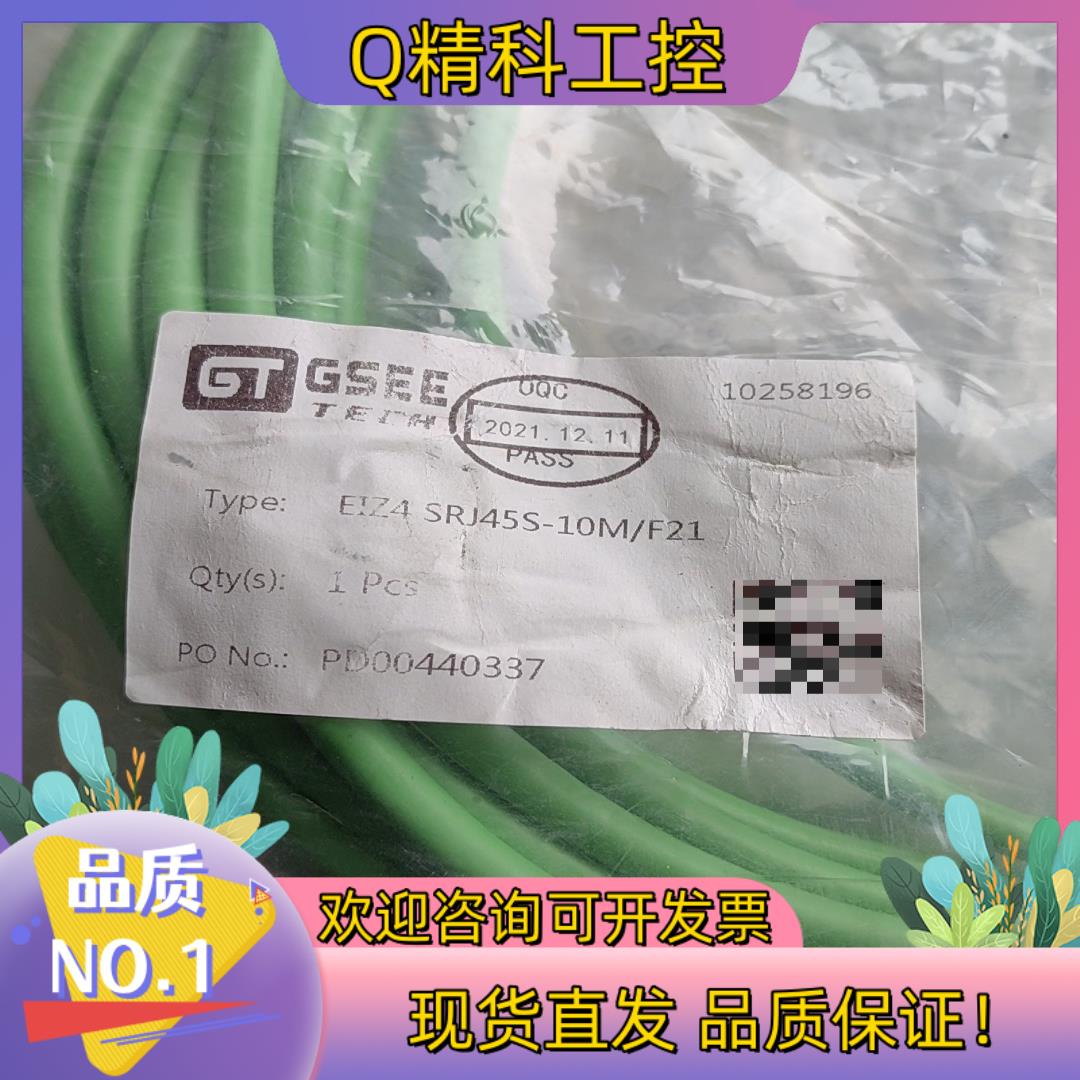 Q精科工控
GT GSEE
TECH
OQC
2021.12.11
PASS
10258196
Type: EIZ4 SRJ45S-10M/F21
Qty(s): 1 Pcs
PO No.: PD00440337
品质
NO.1
欢迎咨询可开发票
现货直发 品质保证!